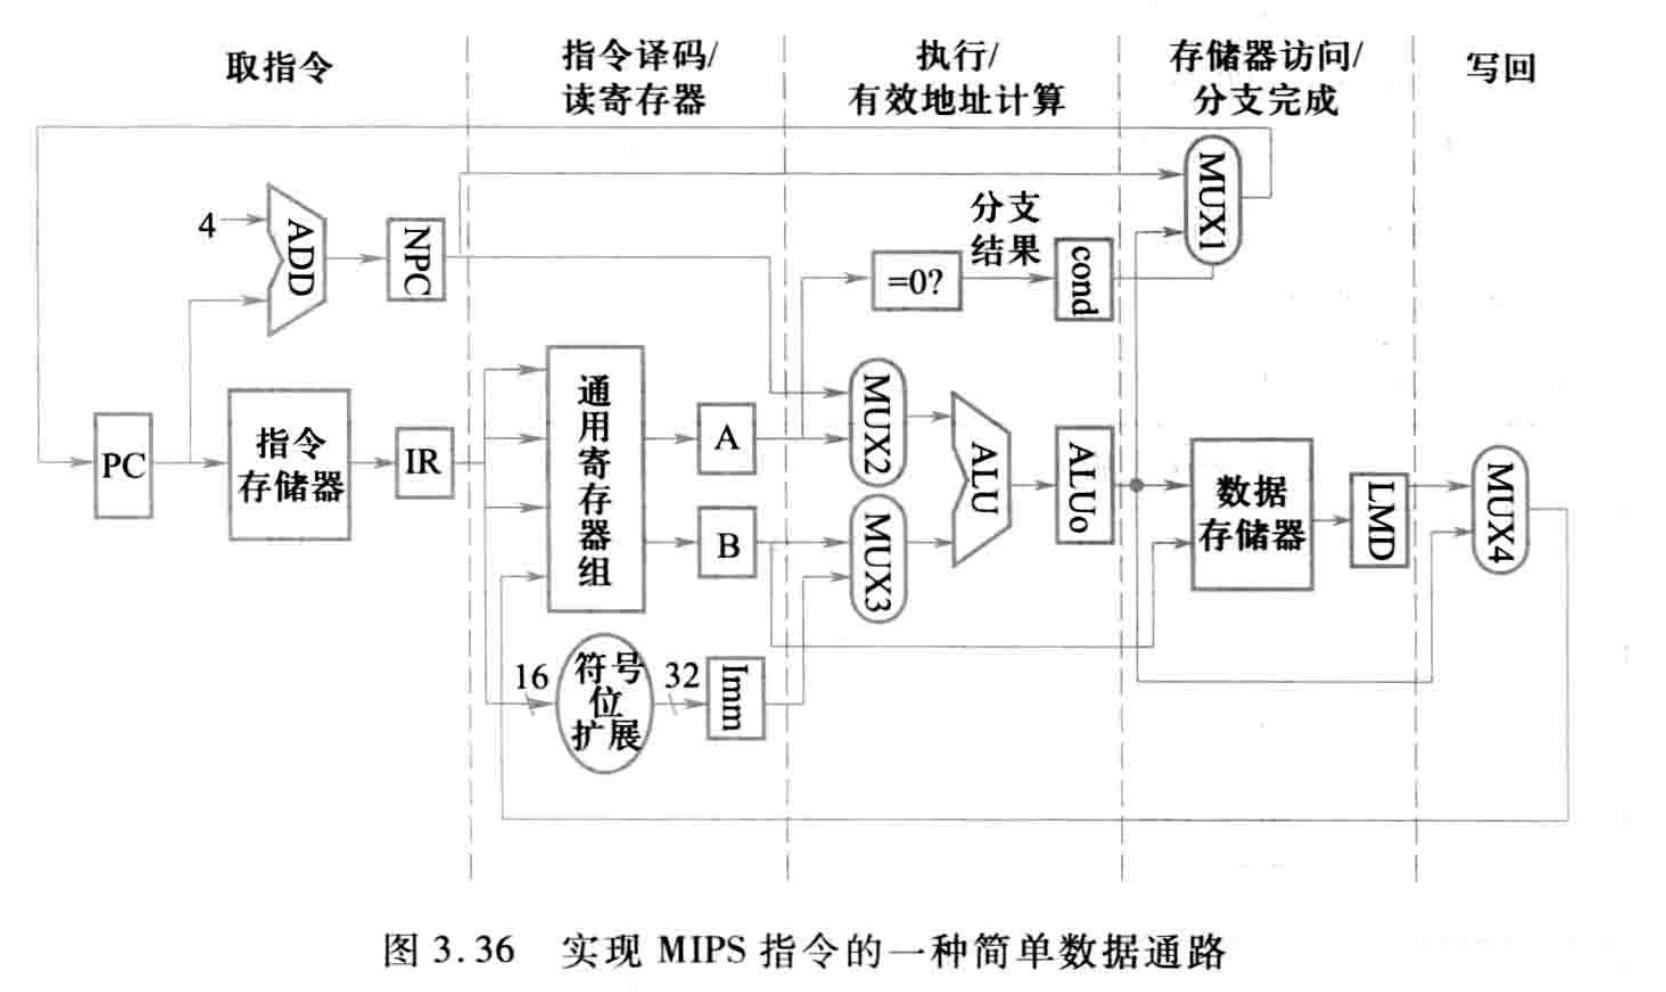 取指令
指令译码/
读寄存器
执行/
有效地址计算
存储器访问/
分支完成
写回
4
ADD
NPC
分支
结果
=0?
cond
MUX1
PC
指令
存储器
IR
通用寄存器组
A
B
MUX2
MUX3
ALU
ALUo
数据
存储器
LMD
MUX4
16
符号
位
扩展
32
Imm
图 3.36 实现 MIPS 指令的一种简单数据通路